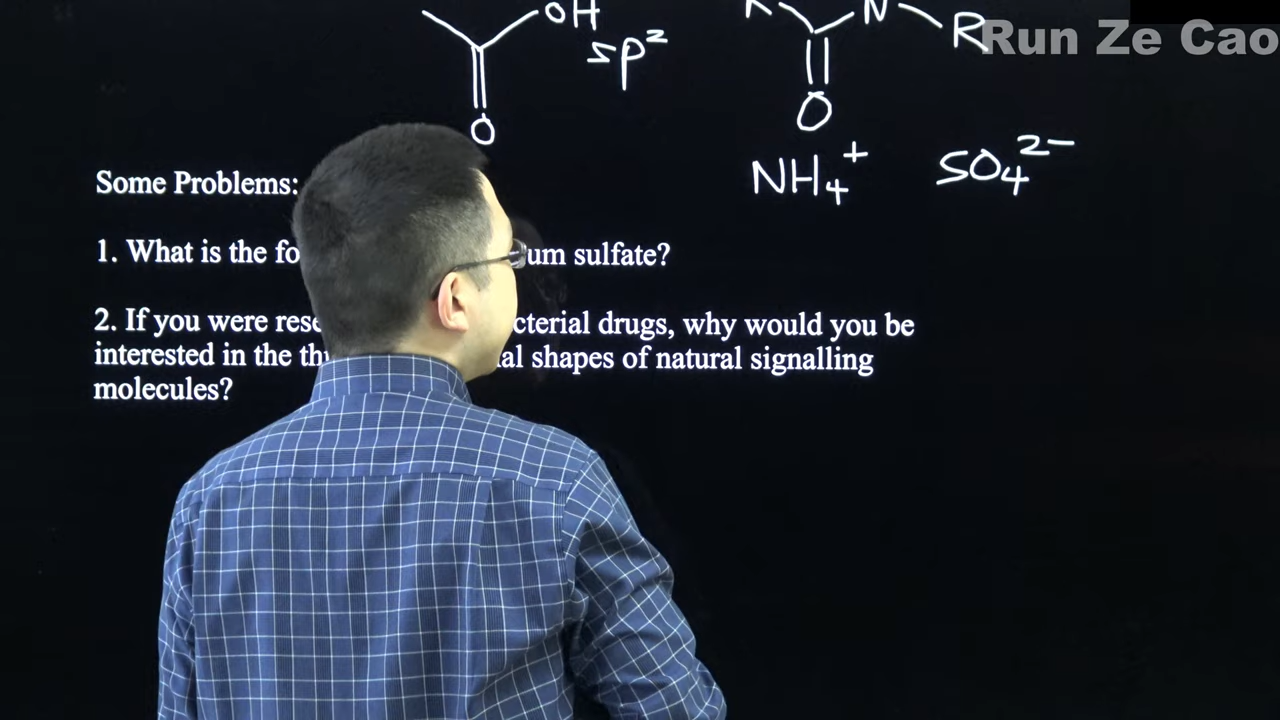 OH
sp²
N
R
O
O
Run Ze Cao
NH₄⁺ SO₄²⁻
Some Problems:
1. What is the fo um sulfate?
2. If you were rese cterial drugs, why would you be
interested in the th al shapes of natural signalling
molecules?